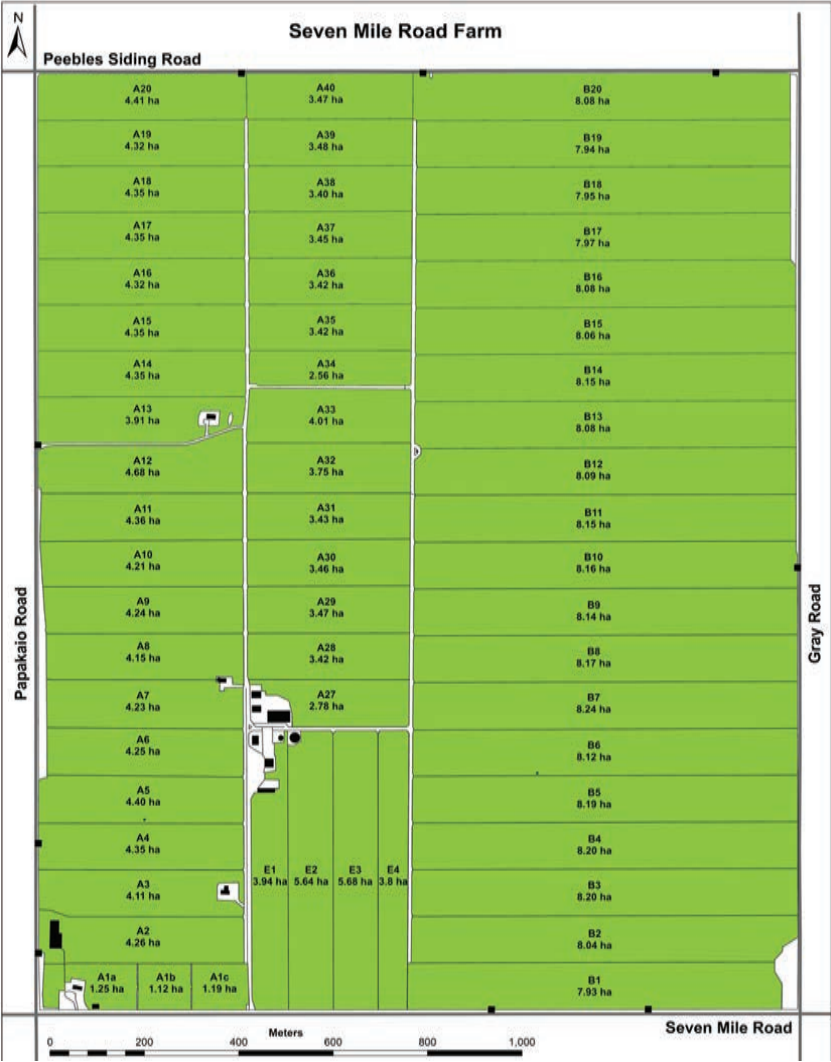 N
Seven Mile Road Farm
Peebles Siding Road
A20
4.41 ha
A40
3.47 ha
B20
8.08 ha
A19
4.32 ha
A39
3.48 ha
B19
7.94 ha
A18
4.35 ha
A38
3.40 ha
B18
7.95 ha
A17
4.35 ha
A37
3.45 ha
B17
7.97 ha
A16
4.32 ha
A36
3.42 ha
B16
8.08 ha
A15
4.35 ha
A35
3.42 ha
B15
8.06 ha
A14
4.35 ha
A34
2.56 ha
B14
8.15 ha
A13
3.91 ha
A33
4.01 ha
B13
8.08 ha
A12
4.68 ha
A32
3.75 ha
B12
8.09 ha
A11
4.36 ha
A31
3.43 ha
B11
8.15 ha
A10
4.21 ha
A30
3.46 ha
B10
8.16 ha
A9
4.24 ha
A29
3.47 ha
B9
8.14 ha
A8
4.15 ha
A28
3.42 ha
B8
8.17 ha
A7
4.23 ha
A27
2.78 ha
B7
8.24 ha
A6
4.25 ha
B6
8.12 ha
A5
4.40 ha
B5
8.19 ha
A4
4.35 ha
B4
8.20 ha
A3
4.11 ha
E1
3.94 ha
E2
5.64 ha
E3
5.68 ha
E4
3.8 ha
B3
8.20 ha
A2
4.26 ha
B2
8.04 ha
A1a
1.25 ha
A1b
1.12 ha
A1c
1.19 ha
B1
7.93 ha
Papakaio Road
Gray Road
Seven Mile Road
Meters
0 200 400 600 800 1,000